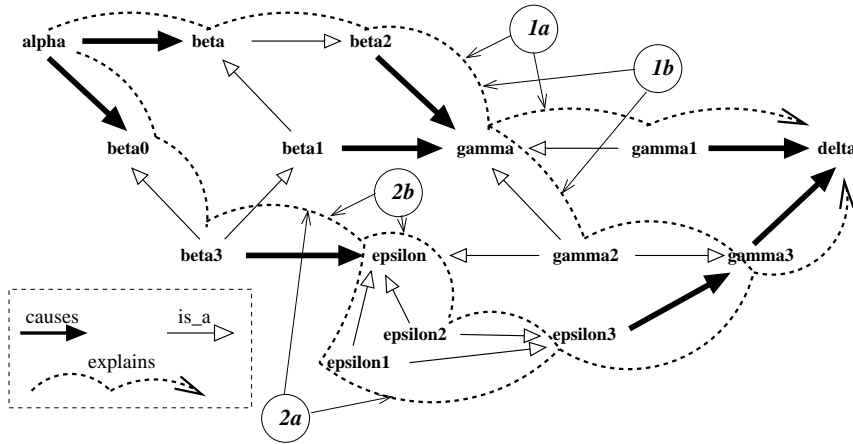 1a
alpha beta beta2
1b
beta0 beta1 gamma gamma1 delta
2b
beta3 epsilon gamma2 gamma3
causes is_a
epsilon2 epsilon3
explains epsilon1
2a